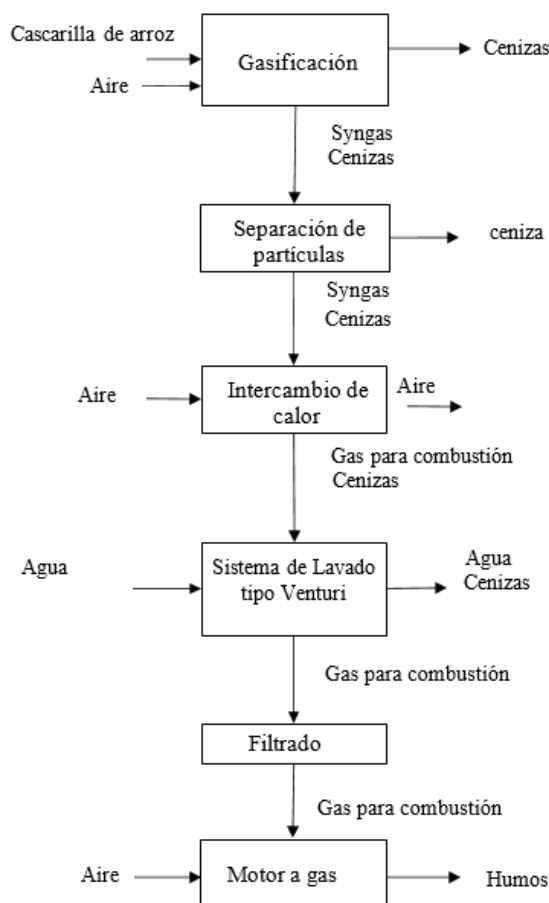 Cascarilla de arroz
Aire
Gasificación
Cenizas
Syngas
Cenizas
Separación de
partículas
ceniza
Syngas
Cenizas
Aire
Intercambio de
calor
Aire
Gas para combustión
Cenizas
Agua
Sistema de Lavado
tipo Venturi
Agua
Cenizas
Gas para combustión
Filtrado
Gas para combustión
Aire
Motor a gas
Humos